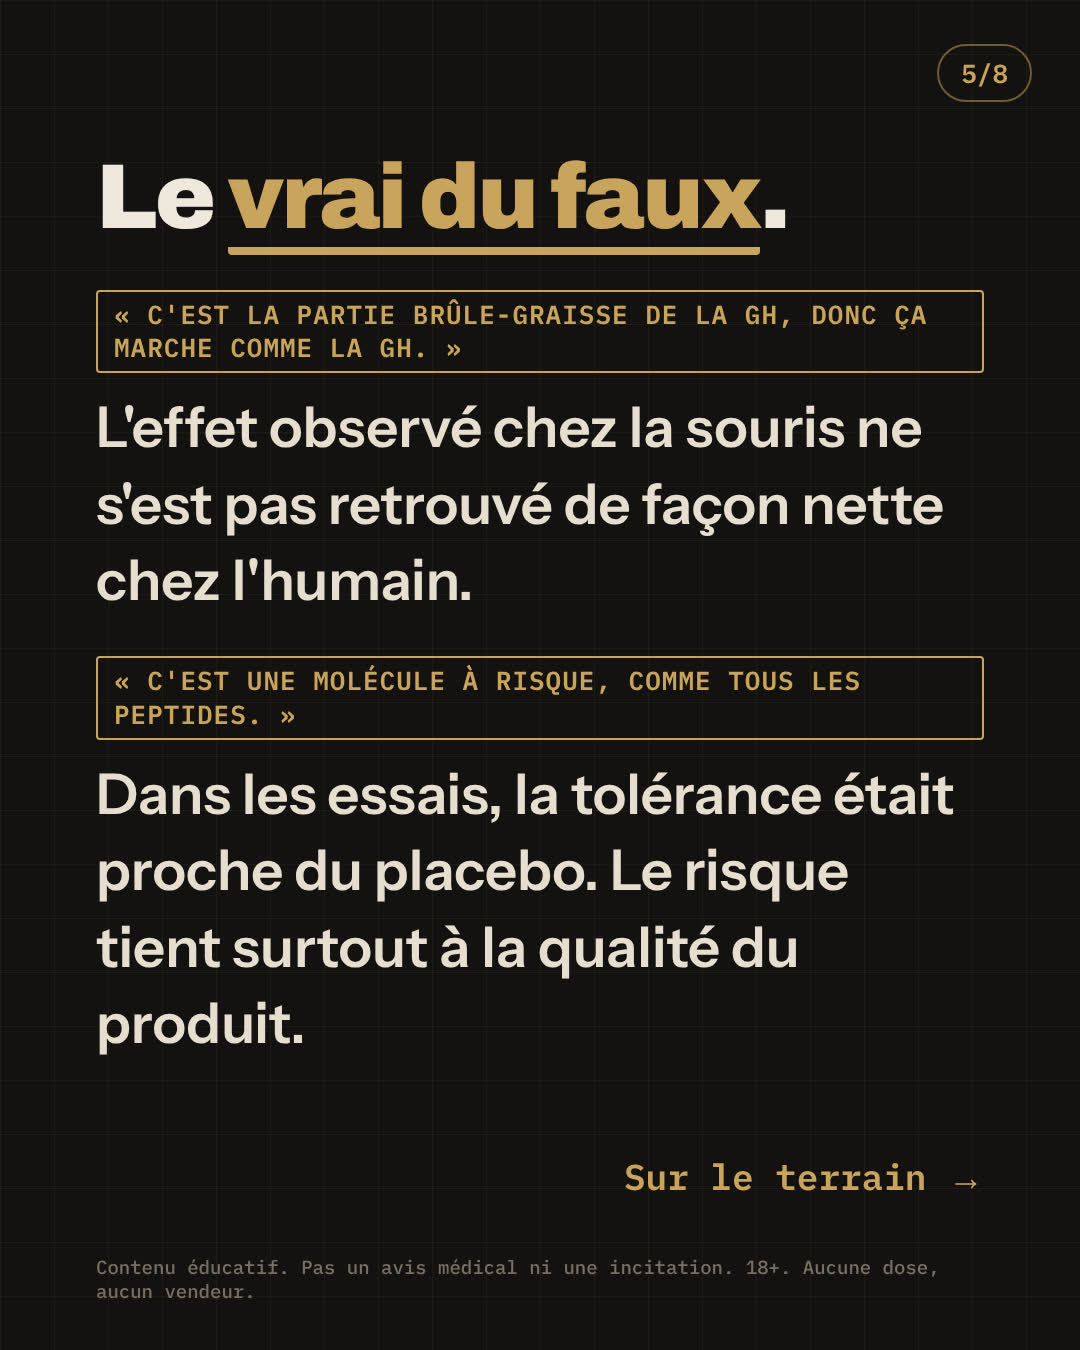 5/8
Le vrai du faux.
« C'EST LA PARTIE BRÛLE-GRAISSE DE LA GH, DONC ÇA
MARCHE COMME LA GH. »
L'effet observé chez la souris ne
s'est pas retrouvé de façon nette
chez l'humain.
« C'EST UNE MOLÉCULE À RISQUE, COMME TOUS LES
PEPTIDES. »
Dans les essais, la tolérance était
proche du placebo. Le risque
tient surtout à la qualité du
produit.
Sur le terrain →
Contenu éducatif. Pas un avis médical ni une incitation. 18+. Aucune dose,
aucun vendeur.